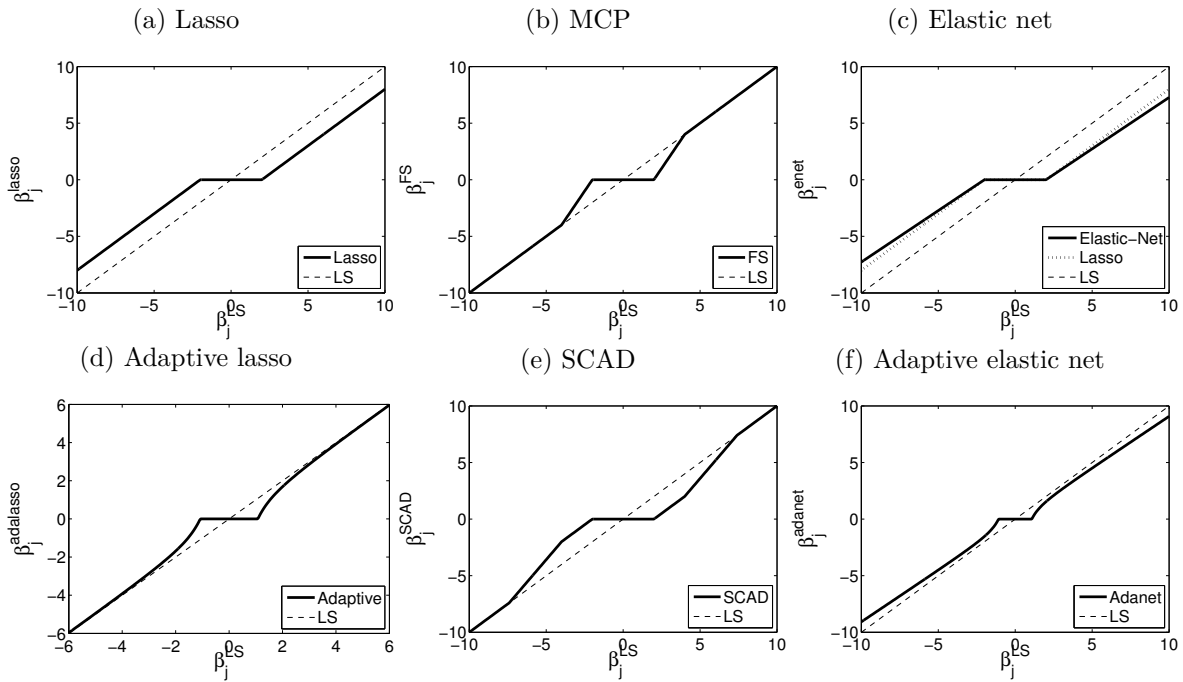 (a) Lasso
(b) MCP
(c) Elastic net
10
5
0
−5
−10
−10 −5 0 5 10
β_j^lasso
β_j^LS
Lasso
LS
10
5
0
−5
−10
−10 −5 0 5 10
β_j^FS
β_j^LS
FS
LS
10
5
0
−5
−10
−10 −5 0 5 10
β_j^enet
β_j^LS
Elastic−Net
Lasso
LS
(d) Adaptive lasso
(e) SCAD
(f) Adaptive elastic net
6
4
2
0
−2
−4
−6
−6 −4 −2 0 2 4 6
β_j^adalasso
β_j^LS
Adaptive
LS
10
5
0
−5
−10
−10 −5 0 5 10
β_j^SCAD
β_j^LS
SCAD
LS
10
5
0
−5
−10
−10 −5 0 5 10
β_j^adanet
β_j^LS
Adanet
LS